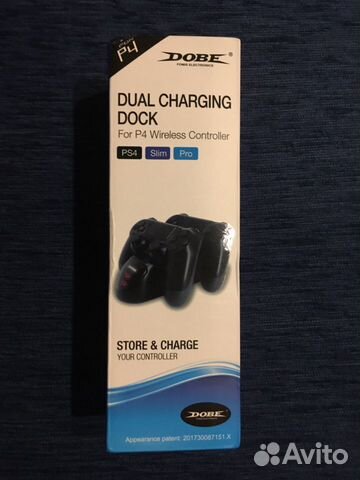 P4
DOBE
POWER ELECTRONICS
DUAL CHARGING
DOCK
For P4 Wireless Controller
PS4 Slim Pro
STORE & CHARGE
YOUR CONTROLLER
DOBE
Appearance patent: 201730087151.X
Avito